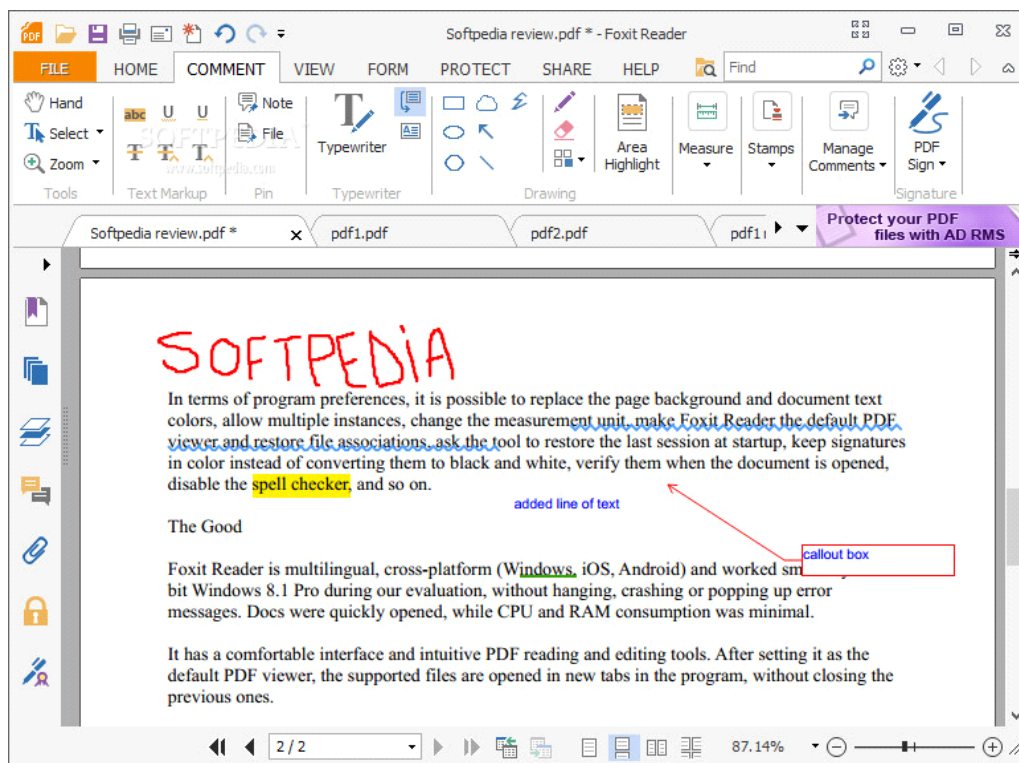 PDF
Softpedia review.pdf * - Foxit Reader
FILE HOME COMMENT VIEW FORM PROTECT SHARE HELP Find
Hand
Select
Zoom
Tools
abc U U
T T T
SOFTPEDIA
www.softpedia.com
Text Markup
Note
File
Pin
Typewriter
Typewriter
Drawing
Area
Highlight
Measure
Stamps
Manage
Comments
PDF
Sign
Signature
Softpedia review.pdf * x pdf1.pdf pdf2.pdf pdf1
Protect your PDF
files with AD RMS
SOFTPEDiA
In terms of program preferences, it is possible to replace the page background and document text
colors, allow multiple instances, change the measurement unit, make Foxit Reader the default PDF
viewer and restore file associations, ask the tool to restore the last session at startup, keep signatures
in color instead of converting them to black and white, verify them when the document is opened,
disable the spell checker, and so on.
added line of text
The Good
callout box
Foxit Reader is multilingual, cross-platform (Windows, iOS, Android) and worked
bit Windows 8.1 Pro during our evaluation, without hanging, crashing or popping up error
messages. Docs were quickly opened, while CPU and RAM consumption was minimal.
It has a comfortable interface and intuitive PDF reading and editing tools. After setting it as the
default PDF viewer, the supported files are opened in new tabs in the program, without closing the
previous ones.
2 / 2
87.14%